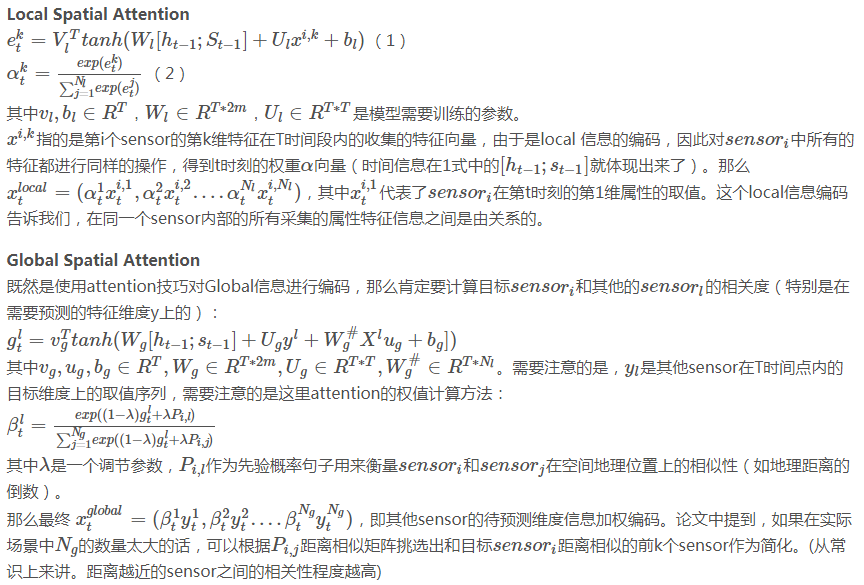 Local Spatial Attention
$e_t^k = V_l^T tanh(W_l[h_{t-1}; S_{t-1}] + U_l x^{i,k} + b_l)$（1）
$\alpha_t^k = \frac{exp(e_t^k)}{\sum_{j=1}^{N_l} exp(e_t^j)}$（2）
其中$v_l, b_l \in R^T$，$W_l \in R^{T*2m}$，$U_l \in R^{T*T}$是模型需要训练的参数。
$x^{i,k}$指的是第i个sensor的第k维特征在T时间段内的收集的特征向量，由于是local 信息的编码，因此对$sensor_i$中所有的
特征都进行同样的操作，得到t时刻的权重$\alpha$向量（时间信息在1式中的$[h_{t-1}; s_{t-1}]$就体现出来了）。那么
$x_t^{local} = (\alpha_t^1 x_t^{i,1}, \alpha_t^2 x_t^{i,2} .... \alpha_t^{N_l} x_t^{i,N_l})$，其中$x_t^{i,1}$代表了$sensor_i$在第t时刻的第1维属性的取值。这个local信息编码
告诉我们，在同一个sensor内部的所有采集的属性特征信息之间是由关系的。
Global Spatial Attention
既然是使用attention技巧对Global信息进行编码，那么肯定要计算目标$sensor_i$和其他的$sensor_l$的相关度（特别是在
需要预测的特征维度y上的）：
$g_t^l = v_g^T tanh(W_g[h_{t-1}; s_{t-1}] + U_g y^l + W_g^\# X^l u_g + b_g])$
其中$v_g, u_g, b_g \in R^T, W_g \in R^{T*2m}, U_g \in R^{T*T}, W_g^\# \in R^{T*N_l}$。需要注意的是，$y_l$是其他sensor在T时间点内的
目标维度上的取值序列，需要注意的是这里attention的权值计算方法：
$\beta_t^l = \frac{exp((1-\lambda)g_t^l + \lambda P_{i,l})}{\sum_{j=1}^{N_g} exp((1-\lambda)g_t^l + \lambda P_{i,j})}$
其中$\lambda$是一个调节参数，$P_{i,l}$作为先验概率句子用来衡量$sensor_i$和$sensor_j$在空间地理位置上的相似性（如地理距离的
倒数）。
那么最终 $x_t^{global} = (\beta_t^1 y_t^1, \beta_t^2 y_t^2 .... \beta_t^{N_g} y_t^{N_g})$，即其他sensor的待预测维度信息加权编码。论文中提到，如果在实际
场景中$N_g$的数量太大的话，可以根据$P_{i,j}$距离相似矩阵挑选出和目标$sensor_i$距离相似的前k个sensor作为简化。(从常
识上来讲。距离越近的sensor之间的相关性程度越高)